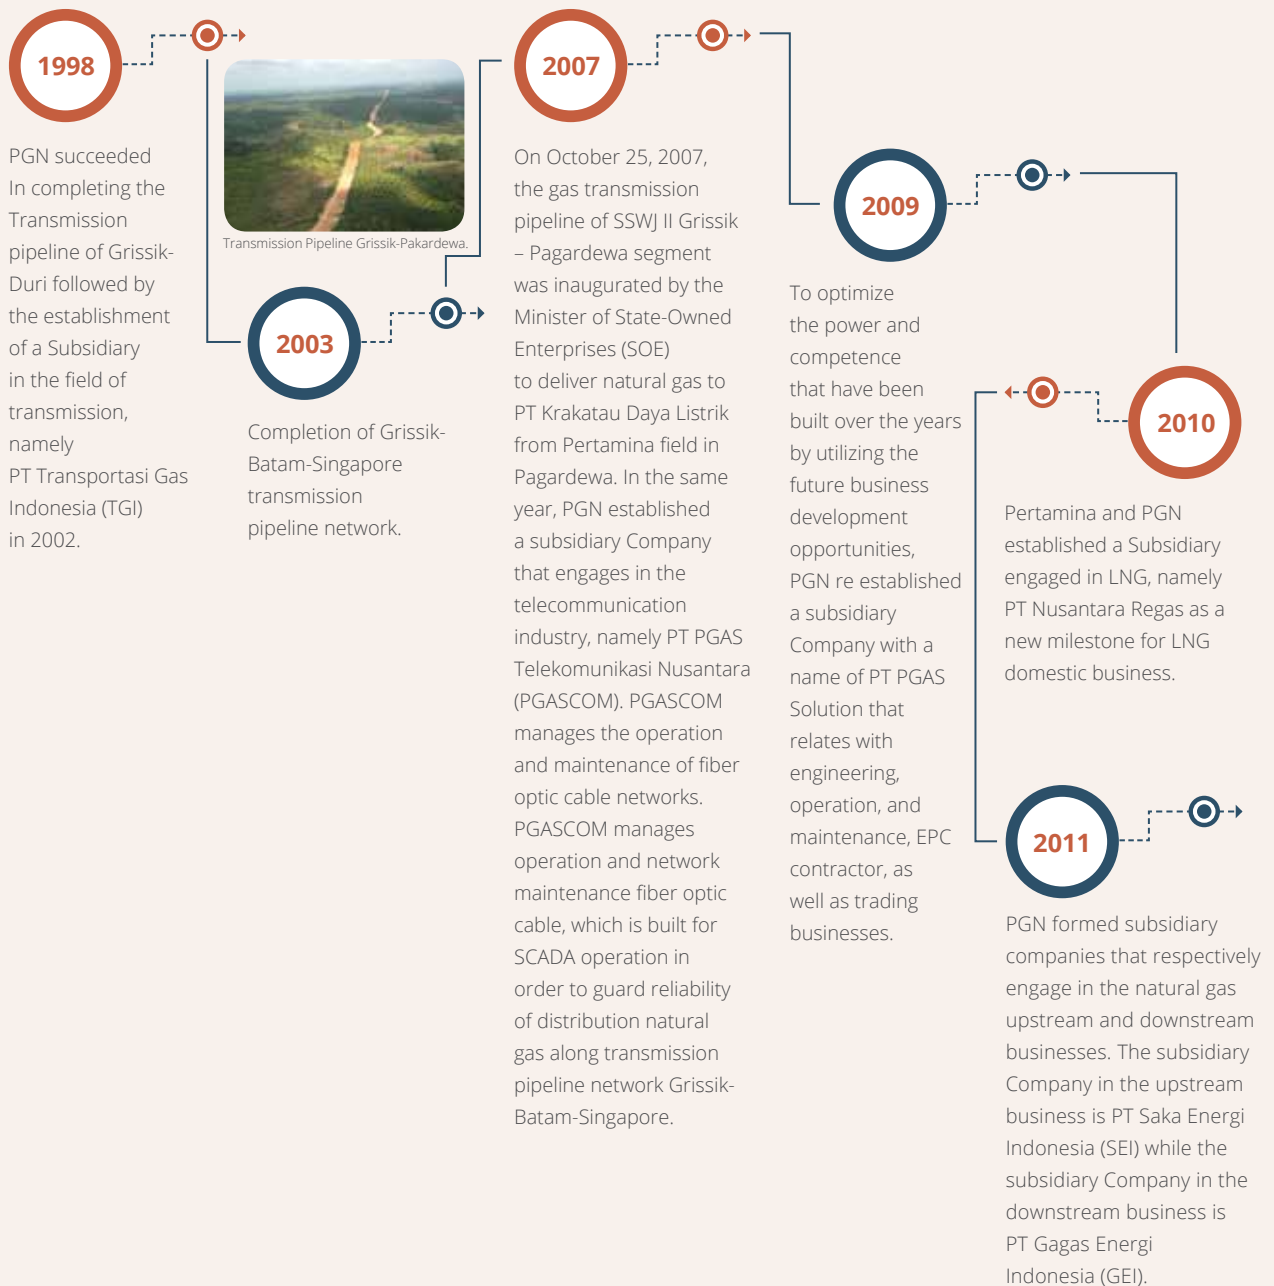 1998
PGN succeeded
In completing the
Transmission
pipeline of Grissik-
Duri followed by
the establishment
of a Subsidiary
in the field of
transmission,
namely
PT Transportasi Gas
Indonesia (TGI)
in 2002.
Transmission Pipeline Grissik-Pakardewa.
2003
Completion of Grissik-
Batam-Singapore
transmission
pipeline network.
2007
On October 25, 2007,
the gas transmission
pipeline of SSWJ II Grissik
– Pagardewa segment
was inaugurated by the
Minister of State-Owned
Enterprises (SOE)
to deliver natural gas to
PT Krakatau Daya Listrik
from Pertamina field in
Pagardewa. In the same
year, PGN established
a subsidiary Company
that engages in the
telecommunication
industry, namely PT PGAS
Telekomunikasi Nusantara
(PGASCOM). PGASCOM
manages the operation
and maintenance of fiber
optic cable networks.
PGASCOM manages
operation and network
maintenance fiber optic
cable, which is built for
SCADA operation in
order to guard reliability
of distribution natural
gas along transmission
pipeline network Grissik-
Batam-Singapore.
2009
To optimize
the power and
competence
that have been
built over the years
by utilizing the
future business
development
opportunities,
PGN re established
a subsidiary
Company with a
name of PT PGAS
Solution that
relates with
engineering,
operation, and
maintenance, EPC
contractor, as
well as trading
businesses.
2010
Pertamina and PGN
established a Subsidiary
engaged in LNG, namely
PT Nusantara Regas as a
new milestone for LNG
domestic business.
2011
PGN formed subsidiary
companies that respectively
engage in the natural gas
upstream and downstream
businesses. The subsidiary
Company in the upstream
business is PT Saka Energi
Indonesia (SEI) while the
subsidiary Company in the
downstream business is
PT Gagas Energi
Indonesia (GEI).